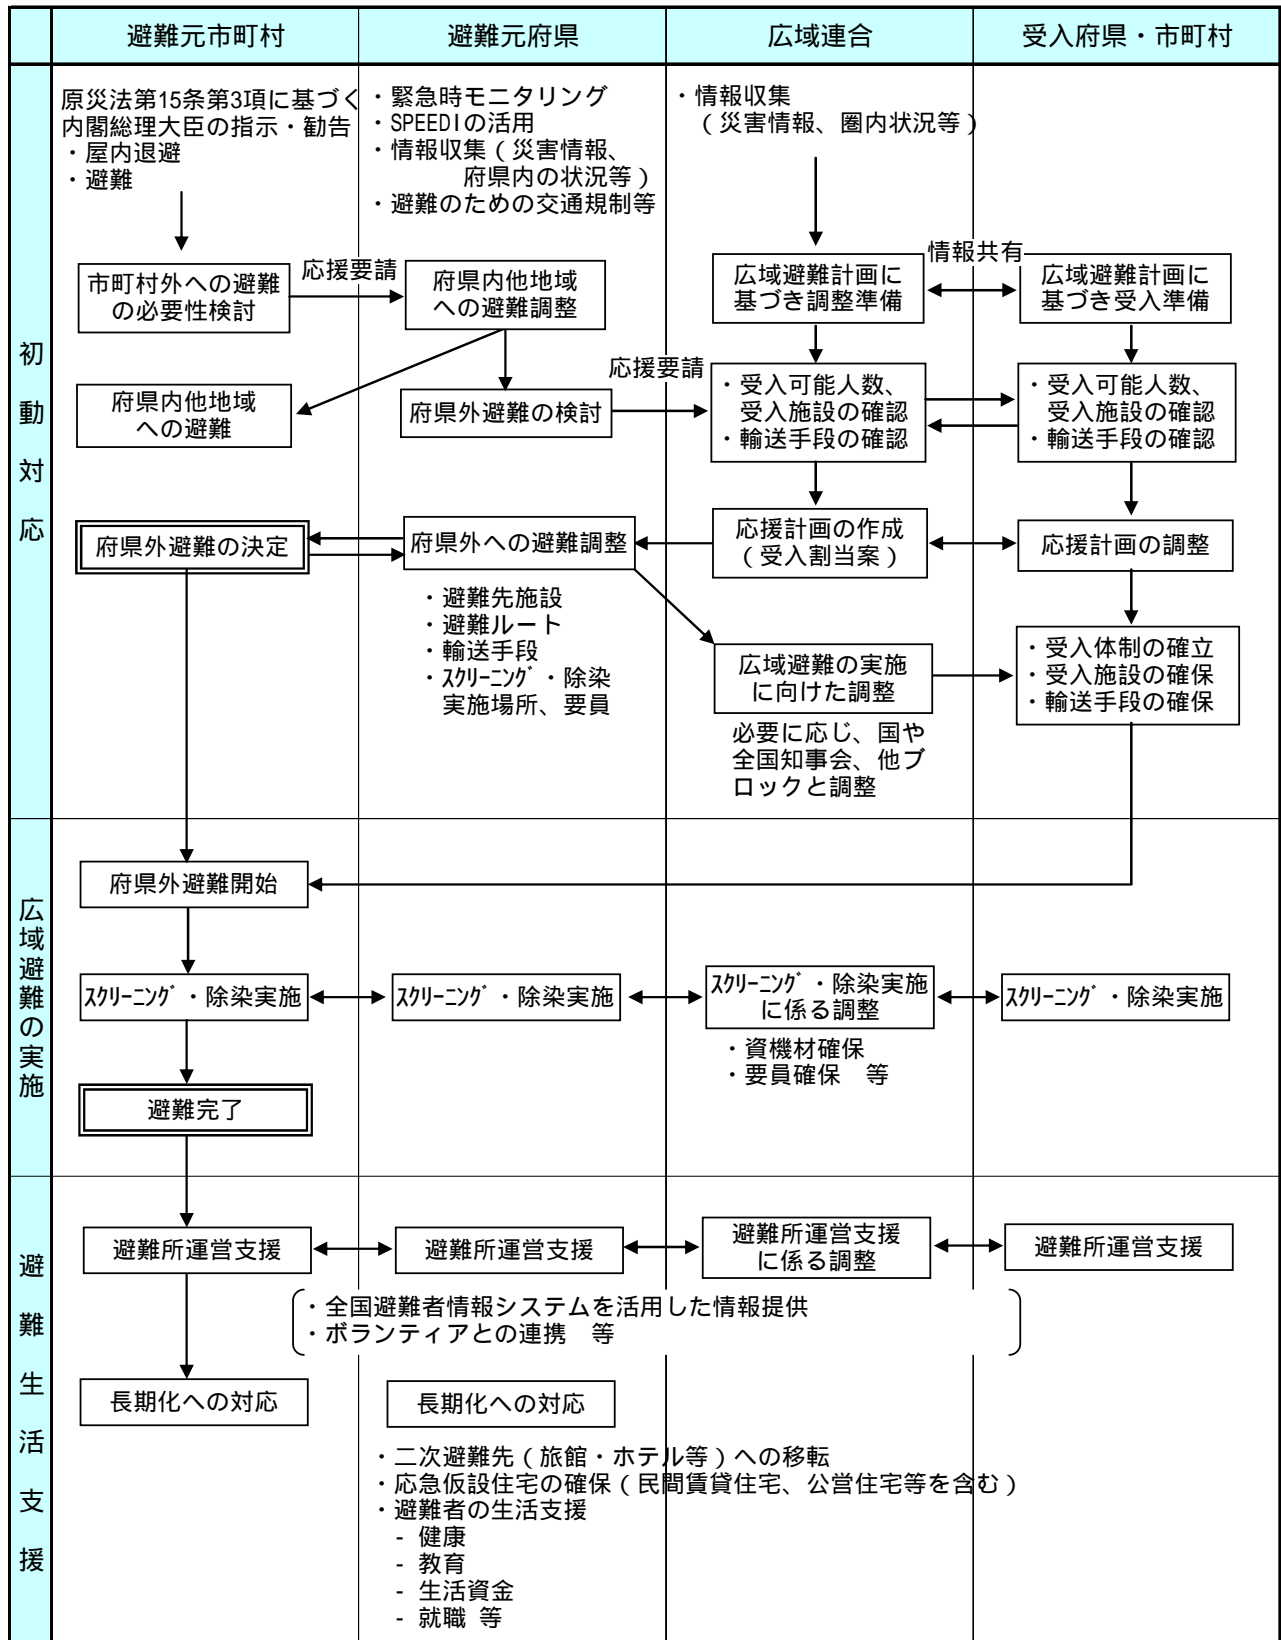 避難元市町村
避難元府県
広域連合
受入府県・市町村
初動対応
原災法第15条第3項に基づく
内閣総理大臣の指示・勧告
・屋内退避
・避難
・緊急時モニタリング
・SPEEDIの活用
・情報収集(災害情報、
府県内の状況等)
・避難のための交通規制等
・情報収集
(災害情報、圏内状況等)
市町村外への避難
の必要性検討
応援要請
府県内他地域
への避難調整
広域避難計画に
基づき調整準備
情報共有
広域避難計画に
基づき受入準備
府県内他地域
への避難
府県外避難の検討
応援要請
・受入可能人数、
受入施設の確認
・輸送手段の確認
・受入可能人数、
受入施設の確認
・輸送手段の確認
府県外避難の決定
府県外への避難調整
応援計画の作成
(受入割当案)
応援計画の調整
・避難先施設
・避難ルート
・輸送手段
・スクリーニング・除染
実施場所、要員
広域避難の実施
に向けた調整
必要に応じ、国や
全国知事会、他ブ
ロックと調整
・受入体制の確立
・受入施設の確保
・輸送手段の確保
広域避難の実施
府県外避難開始
スクリーニング・除染実施
スクリーニング・除染実施
スクリーニング・除染実施
に係る調整
スクリーニング・除染実施
・資機材確保
・要員確保 等
避難完了
避難生活支援
避難所運営支援
避難所運営支援
避難所運営支援
に係る調整
避難所運営支援
・全国避難者情報システムを活用した情報提供
・ボランティアとの連携 等
長期化への対応
長期化への対応
・二次避難先(旅館・ホテル等)への移転
・応急仮設住宅の確保(民間賃貸住宅、公営住宅等を含む)
・避難者の生活支援
- 健康
- 教育
- 生活資金
- 就職 等